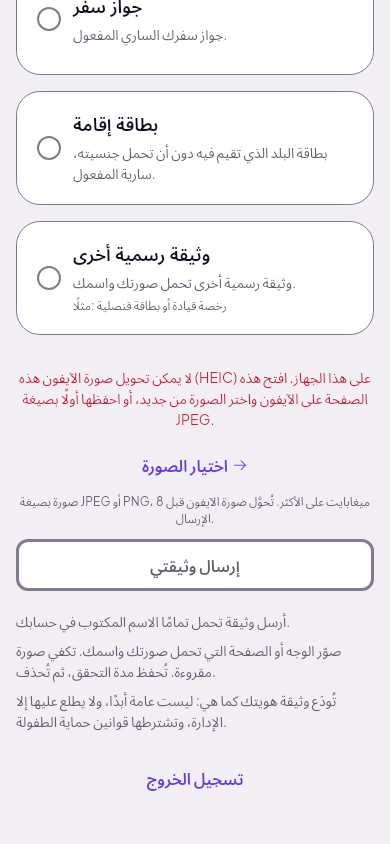 جواز سفر
جواز سفرك الساري المفعول.
بطاقة إقامة
بطاقة البلد الذي تقيم فيه دون أن تحمل جنسيته،
سارية المفعول.
وثيقة رسمية أخرى
وثيقة رسمية أخرى تحمل صورتك واسمك.
مثلًا: رخصة قيادة أو بطاقة قنصلية
لا يمكن تحويل صورة الآيفون هذه (HEIC) على هذا الجهاز. افتح هذه
الصفحة على الآيفون واختر الصورة من جديد، أو احفظها أولًا بصيغة
JPEG.
اختيار الصورة →
صورة بصيغة JPEG أو PNG، 8 ميغابايت على الأكثر. تُحوَّل صورة الآيفون قبل
الإرسال.
إرسال وثيقتي
أرسل وثيقة تحمل تمامًا الاسم المكتوب في حسابك.
صوّر الوجه أو الصفحة التي تحمل صورتك واسمك. تكفي صورة
مقروءة. تُحفظ مدة التحقق، ثم تُحذف.
تُودَع وثيقة هويتك كما هي: ليست عامة أبدًا، ولا يطلع عليها إلا
الإدارة، وتشترطها قوانين حماية الطفولة.
تسجيل الخروج